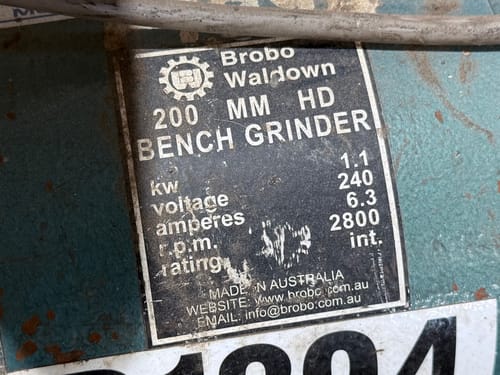 Brobo
Waldown
200 MM HD
BENCH GRINDER
kw 1.1
voltage 240
amperes 6.3
r.p.m. 2800
rating int.
MADE IN AUSTRALIA
WEBSITE: www.brobo.com.au
EMAIL: info@brobo.com.au